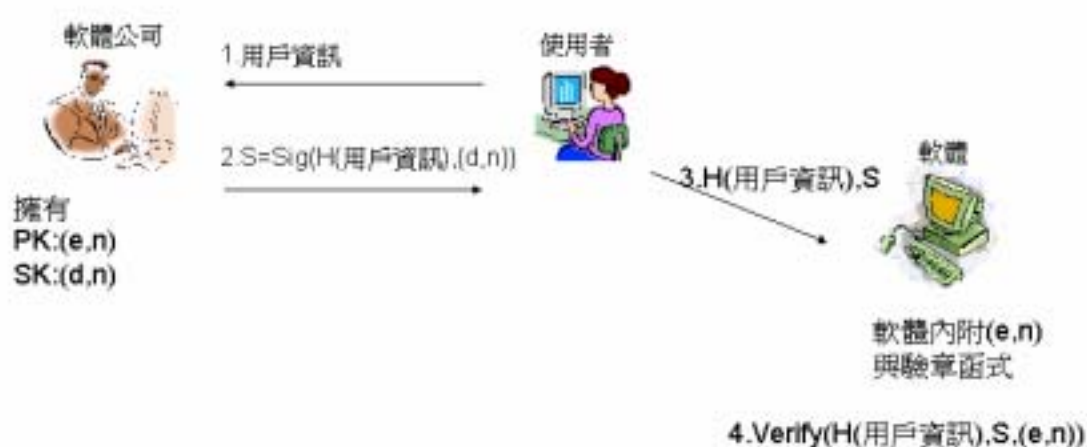 軟體公司
1.用戶資訊
使用者
2.S=Sig(H(用戶資訊),(d,n))
軟體
3.H(用戶資訊),S
擁有
PK:(e,n)
SK:(d,n)
軟體內附(e,n)
與驗章函式
4.Verify(H(用戶資訊),S,(e,n))